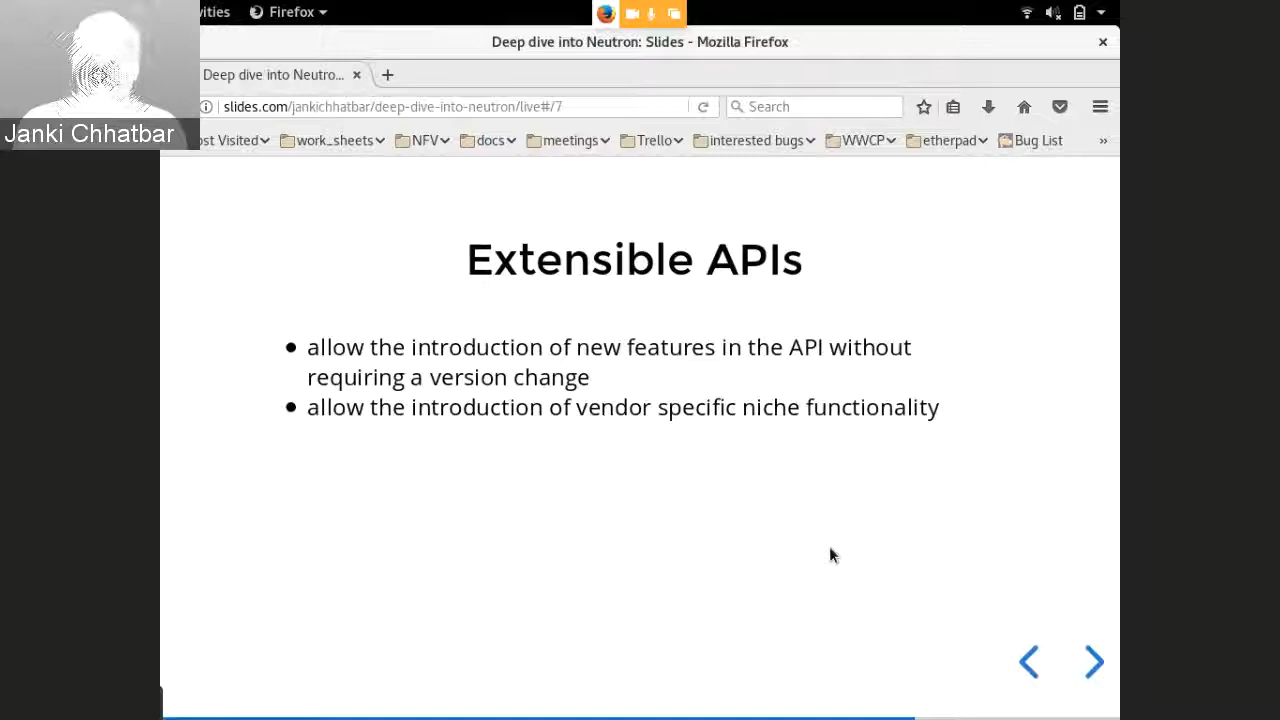 vities
Firefox
Deep dive into Neutron: Slides - Mozilla Firefox
Deep dive into Neutro...
slides.com/jankichhatbar/deep-dive-into-neutron/live#/7
Search
Janki Chhatbar
ost Visited
work_sheets
NFV
docs
meetings
Trello
interested bugs
WWCP
etherpad
Bug List
Extensible APIs
allow the introduction of new features in the API without
requiring a version change
allow the introduction of vendor specific niche functionality